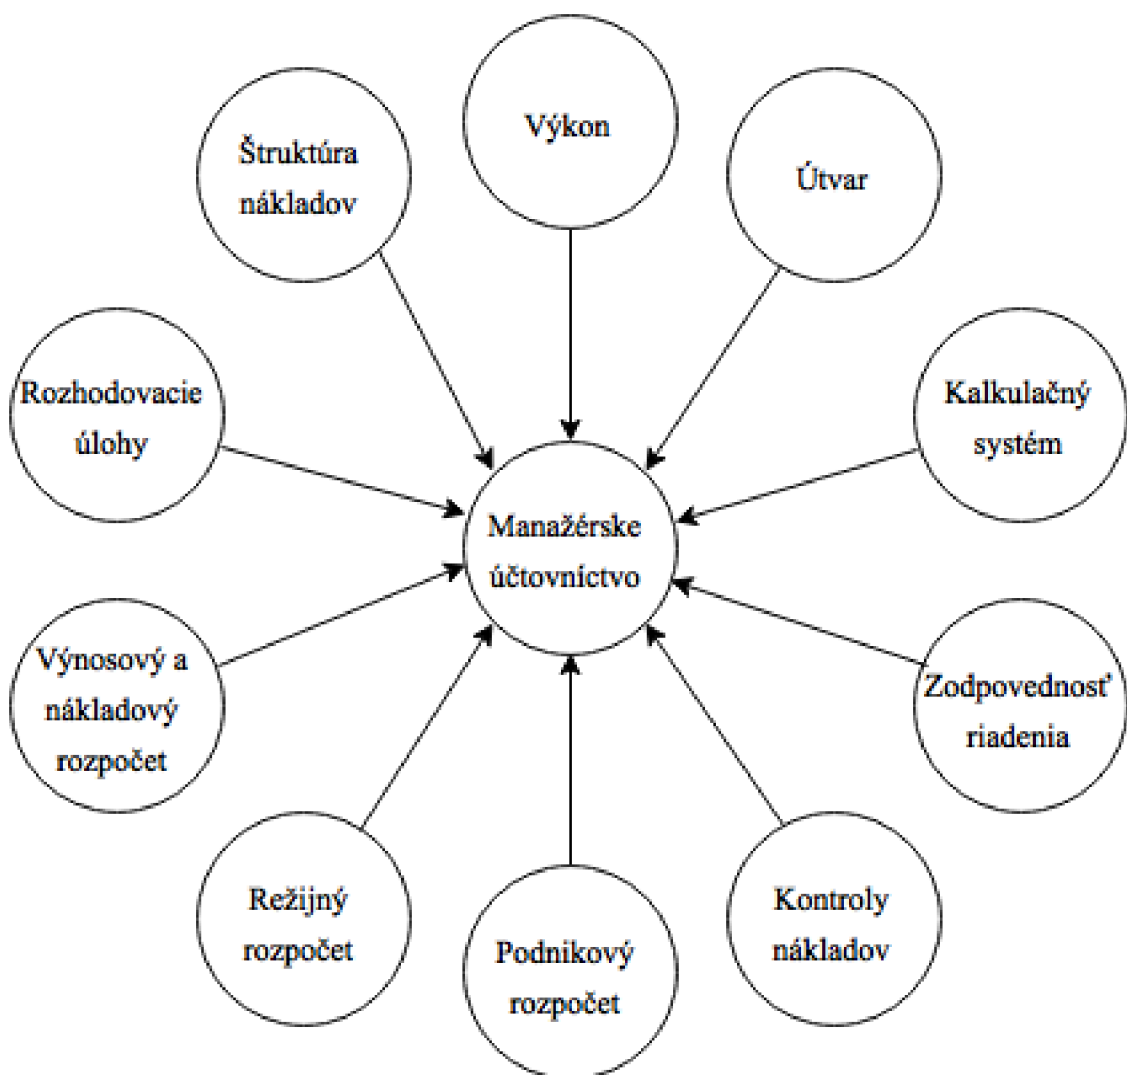 Výkon
Štruktúra
nákladov
Útvar
Rozhodovacie
úlohy
Kalkulačný
systém
Manažérske
účtovníctvo
Výnosový a
nákladový
rozpočet
Zodpovednosť
riadenia
Režijný
rozpočet
Podnikový
rozpočet
Kontroly
nákladov